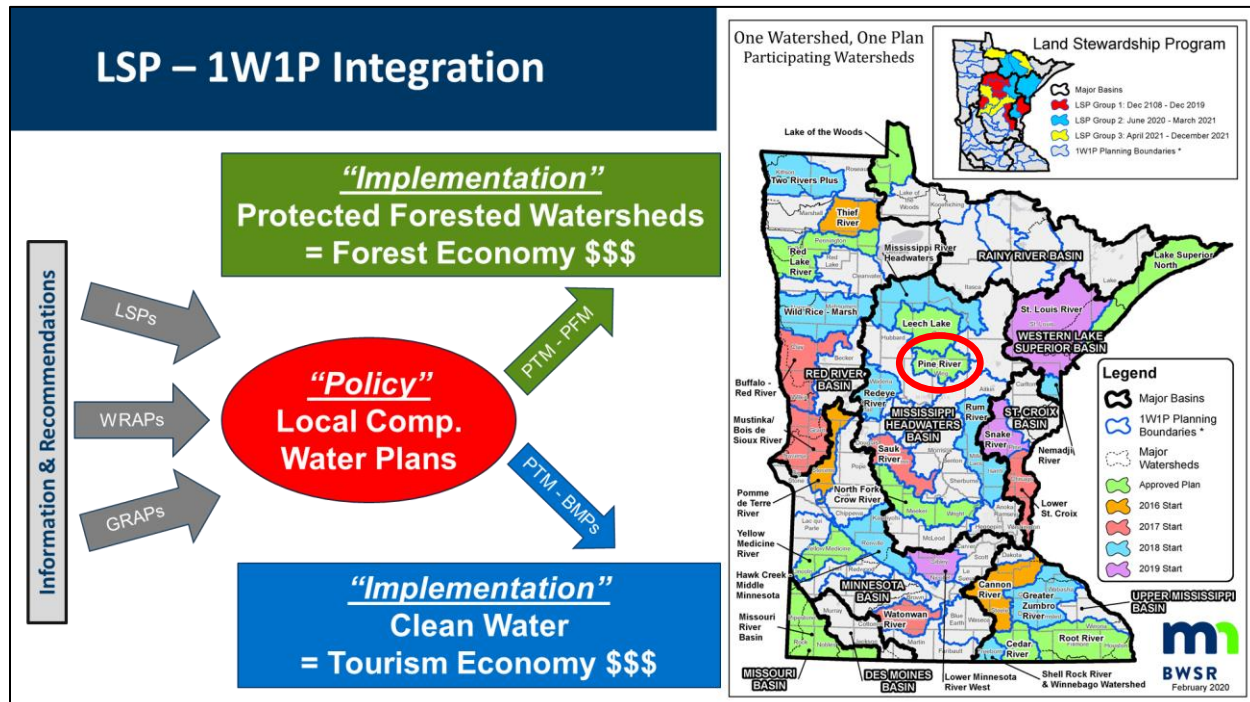 LSP – 1W1P Integration
"Implementation"
Protected Forested Watersheds
= Forest Economy $$$
Information & Recommendations
LSPs
WRAPs
GRAPs
"Policy"
Local Comp.
Water Plans
PTM - PFM
PTM - BMPs
"Implementation"
Clean Water
= Tourism Economy $$$
One Watershed, One Plan
Participating Watersheds
Land Stewardship Program
Major Basins
LSP Group 1: Dec 2108 - Dec 2019
LSP Group 2: June 2020 - March 2021
LSP Group 3: April 2021 - December 2021
1W1P Planning Boundaries *
Lake of the Woods
Two Rivers Plus
Thief
River
Red
Lake
River
Mississippi River
Headwaters
RAINY RIVER BASIN
Lake Superior
North
Wild Rice - Marsh
Leech Lake
St. Louis River
WESTERN LAKE
SUPERIOR BASIN
Pine River
Buffalo -
Red River
RED RIVER
BASIN
Redeye
River
MISSISSIPPI
HEADWATERS
BASIN
Rum
River
ST. CROIX
BASIN
Snake
River
Nemadji
River
Mustinka/
Bois de
Sioux River
Sauk
River
Lower
St. Croix
Pomme
de Terre
River
North Fork
Crow River
Yellow
Medicine
River
Hawk Creek
Middle
Minnesota
MINNESOTA
BASIN
Cannon
River
Greater
Zumbro
River
UPPER MISSISSIPPI
BASIN
Missouri
River
Basin
Watonwan
River
Cedar
River
Root River
MISSOURI
BASIN
DES MOINES
BASIN
Lower Minnesota
River West
Shell Rock River
& Winnebago Watershed
Legend
Major Basins
1W1P Planning
Boundaries *
Major
Watersheds
Approved Plan
2016 Start
2017 Start
2018 Start
2019 Start
BWSR
February 2020